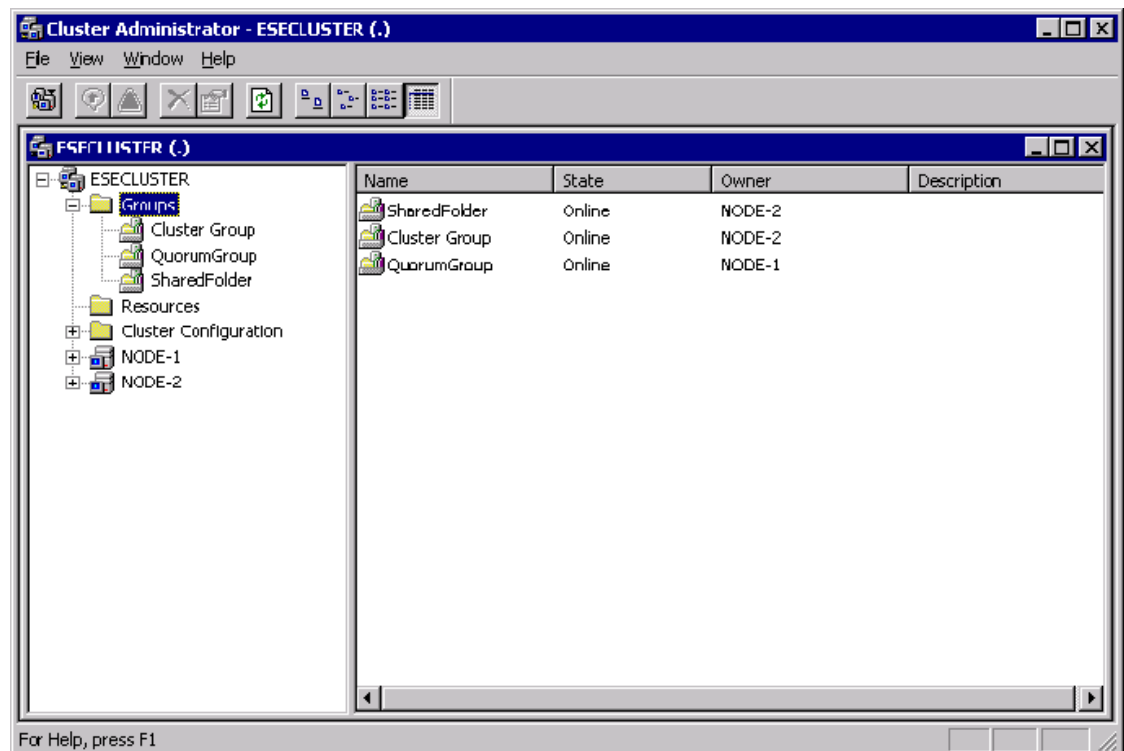 Cluster Administrator - ESECLUSTER (.)
File View Window Help
ESECLUSTER (.)
ESECLUSTER
Groups
Cluster Group
QuorumGroup
SharedFolder
Resources
Cluster Configuration
NODE-1
NODE-2
Name State Owner Description
SharedFolder Online NODE-2
Cluster Group Online NODE-2
QuorumGroup Online NODE-1
For Help, press F1